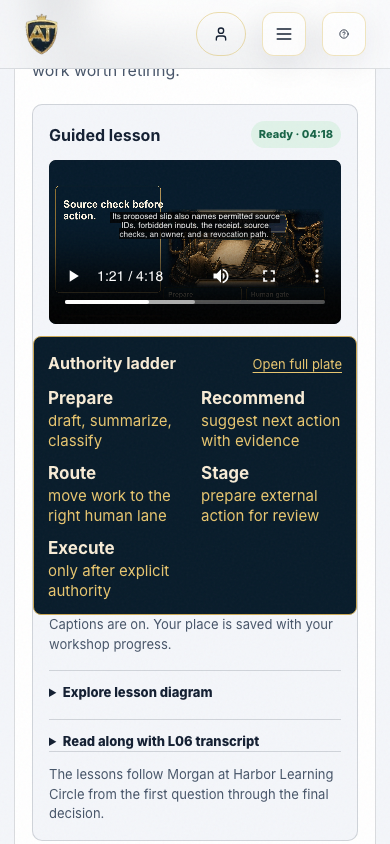 AT
work worth retiring.
Guided lesson
Ready · 04:18
Source check before
action.
Its proposed slip also names permitted source
IDs, forbidden inputs, the receipt, source
checks, an owner, and a revocation path.
1:21 / 4:18
Prepare
Human gate
Authority ladder
Open full plate
Prepare
draft, summarize,
classify
Recommend
suggest next action
with evidence
Route
move work to the
right human lane
Stage
prepare external
action for review
Execute
only after explicit
authority
Captions are on. Your place is saved with your
workshop progress.
Explore lesson diagram
Read along with L06 transcript
The lessons follow Morgan at Harbor Learning
Circle from the first question through the final
decision.